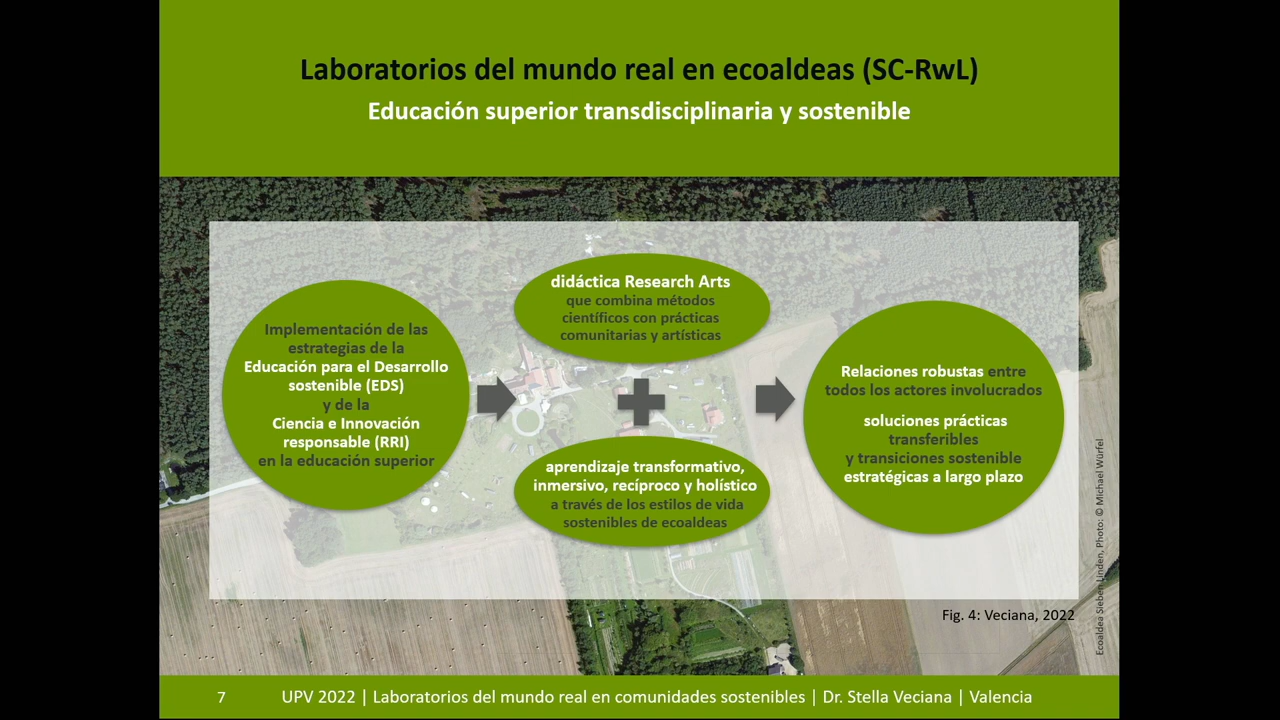 Laboratorios del mundo real en ecoaldeas (SC-RwL)
Educación superior transdisciplinaria y sostenible
Implementación de las
estrategias de la
Educación para el Desarrollo
sostenible (EDS)
y de la
Ciencia e Innovación
responsable (RRI)
en la educación superior
didáctica Research Arts
que combina métodos
científicos con prácticas
comunitarias y artísticas
aprendizaje transformativo,
inmersivo, recíproco y holístico
a través de los estilos de vida
sostenibles de ecoaldeas
Relaciones robustas entre
todos los actores involucrados
soluciones prácticas
transferibles
y transiciones sostenible
estratégicas a largo plazo
Ecoaldea Sieben Linden, Photo: © Michael Würfel
Fig. 4: Veciana, 2022
7 UPV 2022 | Laboratorios del mundo real en comunidades sostenibles | Dr. Stella Veciana | Valencia